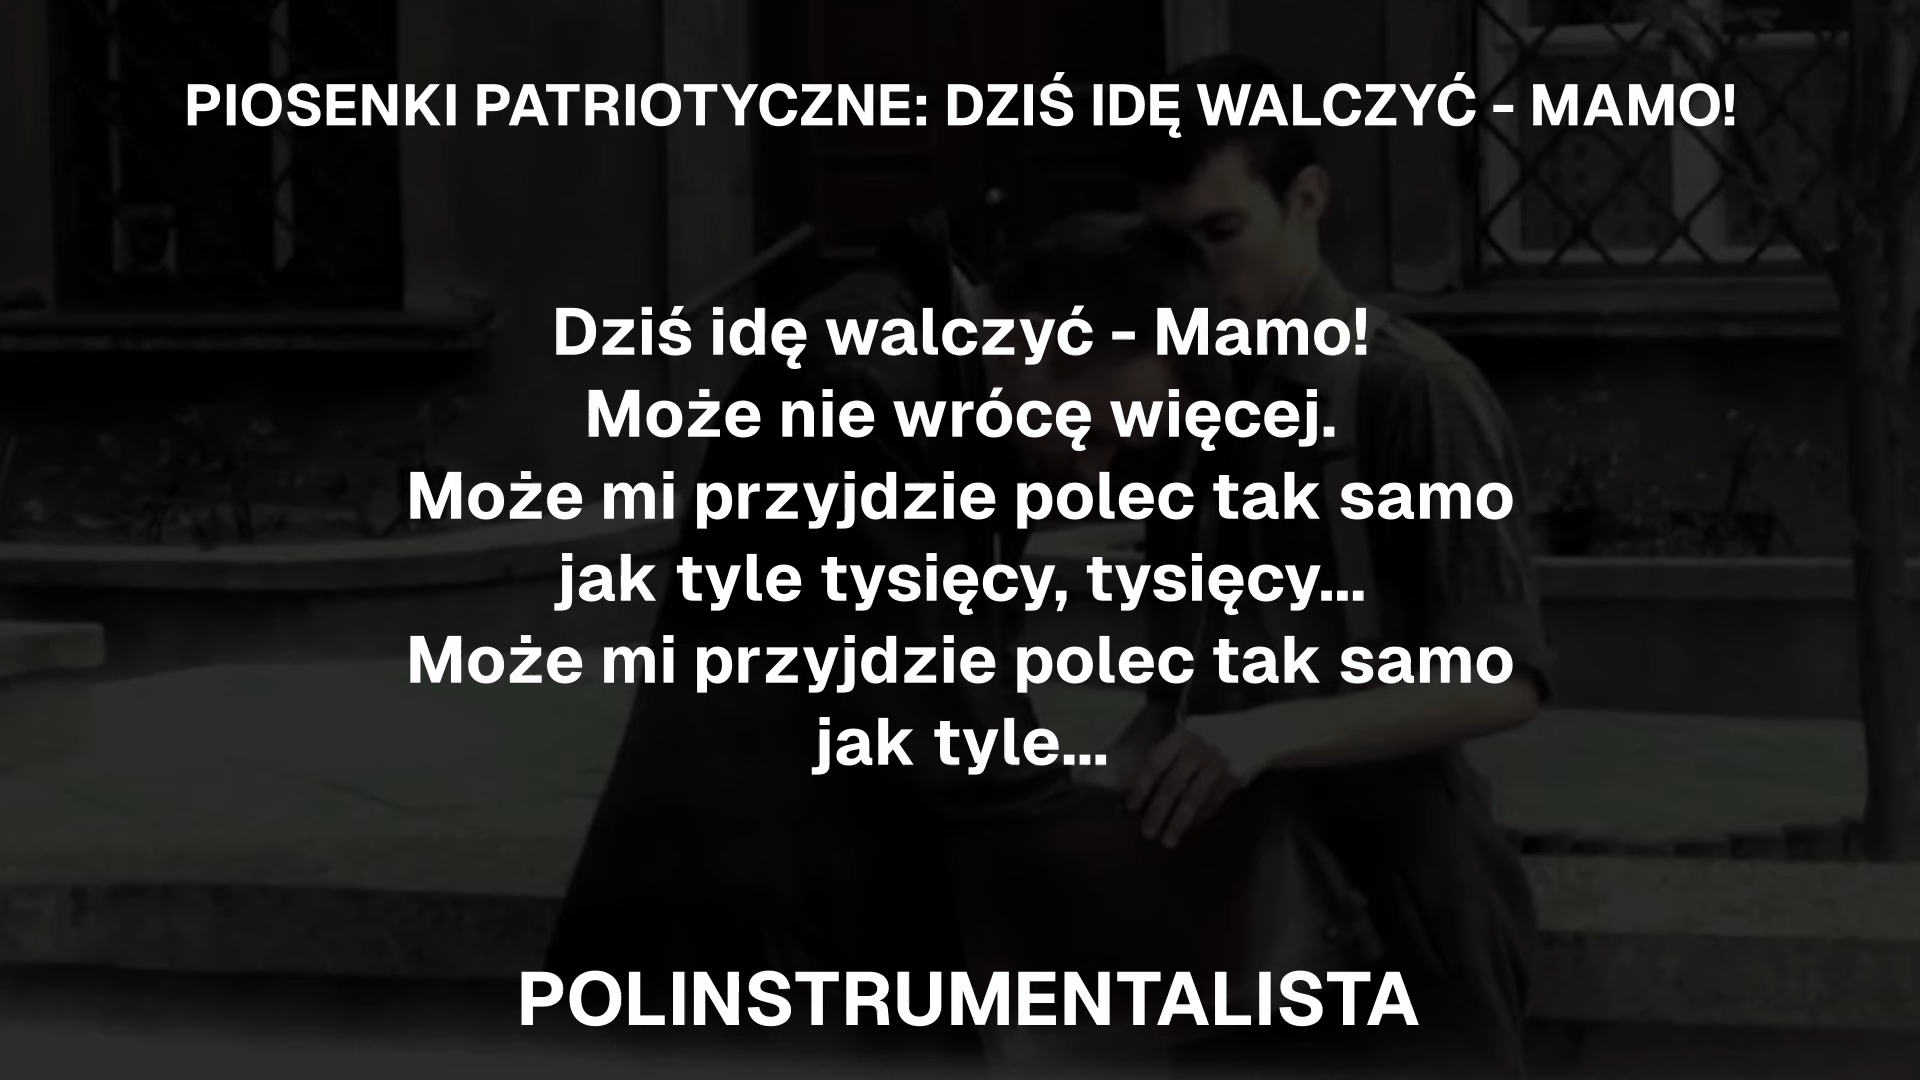 PIOSENKI PATRIOTYCZNE: DZIŚ IDĘ WALCZYĆ - MAMO!
Dziś idę walczyć - Mamo!
Może nie wrócę więcej.
Może mi przyjdzie polec tak samo
jak tyle tysięcy, tysięcy...
Może mi przyjdzie polec tak samo
jak tyle...
POLINSTRUMENTALISTA